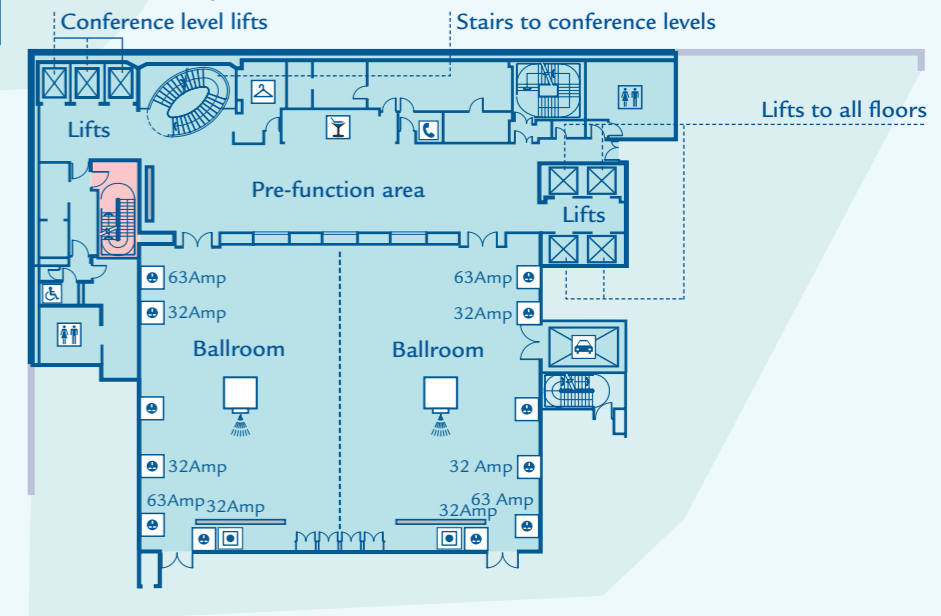 Conference level lifts
Stairs to conference levels
Lifts to all floors
Lifts
Pre-function area
Lifts
63Amp
63Amp
32Amp
32Amp
Ballroom
Ballroom
32Amp
32 Amp
63Amp
32Amp
32Amp
63 Amp